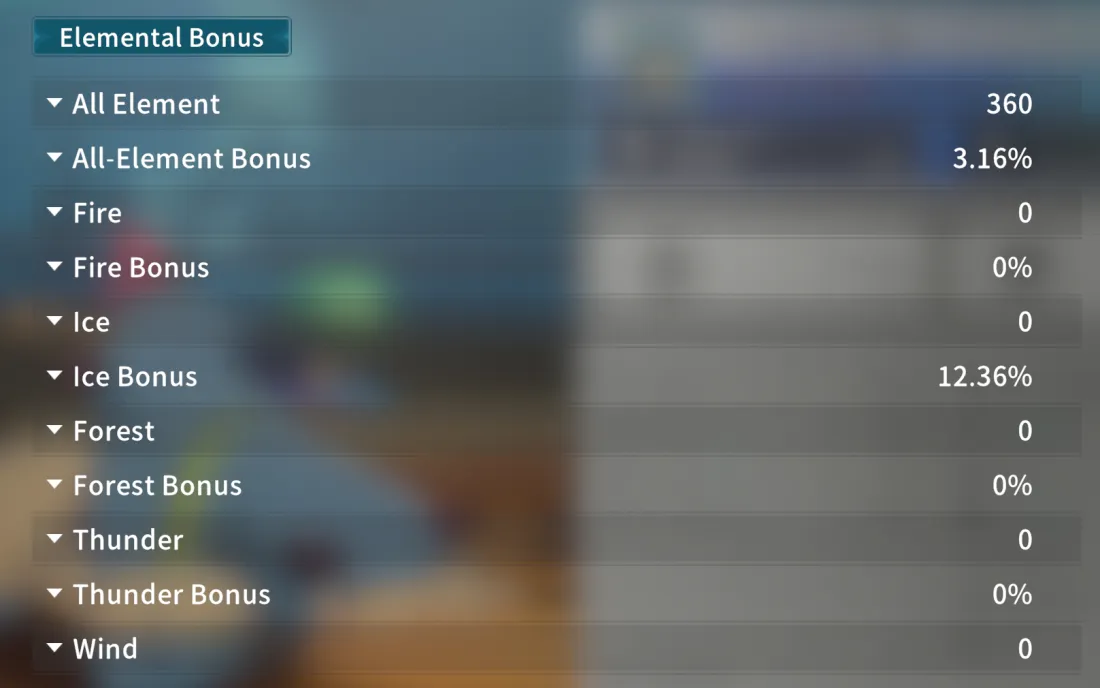 Elemental Bonus
All Element 360
All-Element Bonus 3.16%
Fire 0
Fire Bonus 0%
Ice 0
Ice Bonus 12.36%
Forest 0
Forest Bonus 0%
Thunder 0
Thunder Bonus 0%
Wind 0